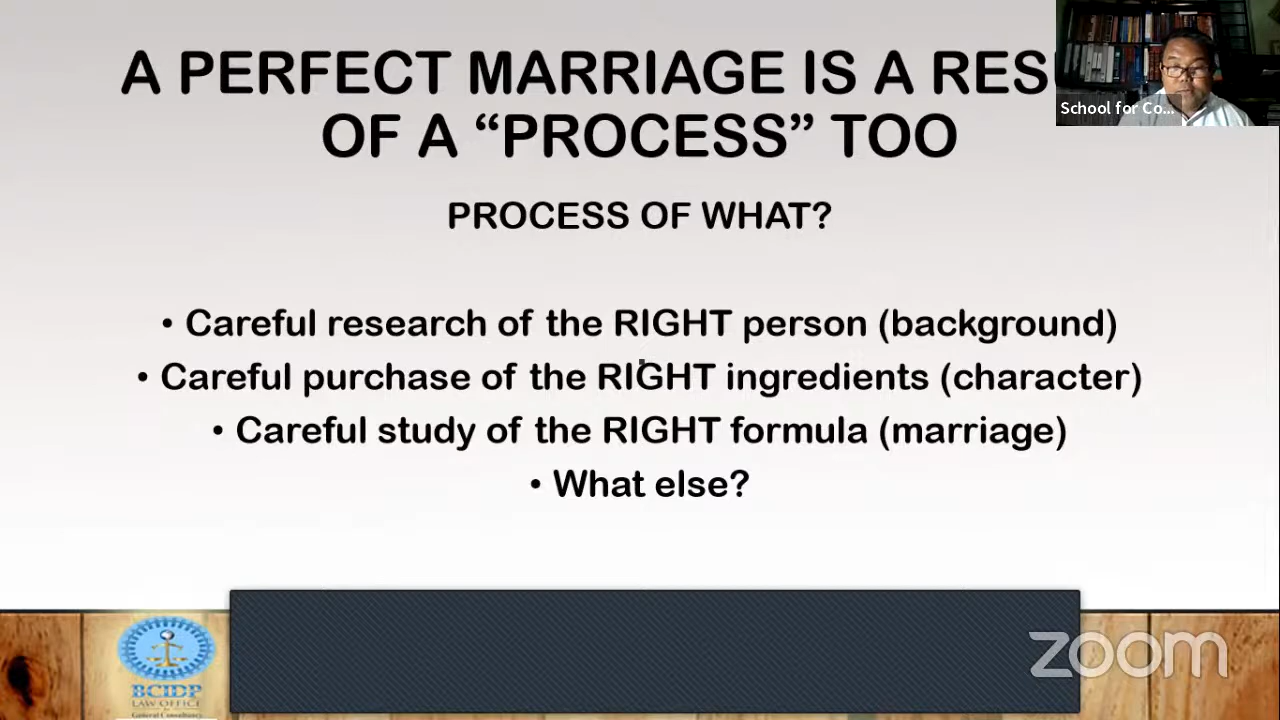 A PERFECT MARRIAGE IS A RES
OF A “PROCESS” TOO
School for Co...
PROCESS OF WHAT?
• Careful research of the RIGHT person (background)
• Careful purchase of the RIGHT ingredients (character)
• Careful study of the RIGHT formula (marriage)
• What else?
BCIDP
LAW OFFICE
General Consultancy
zoom